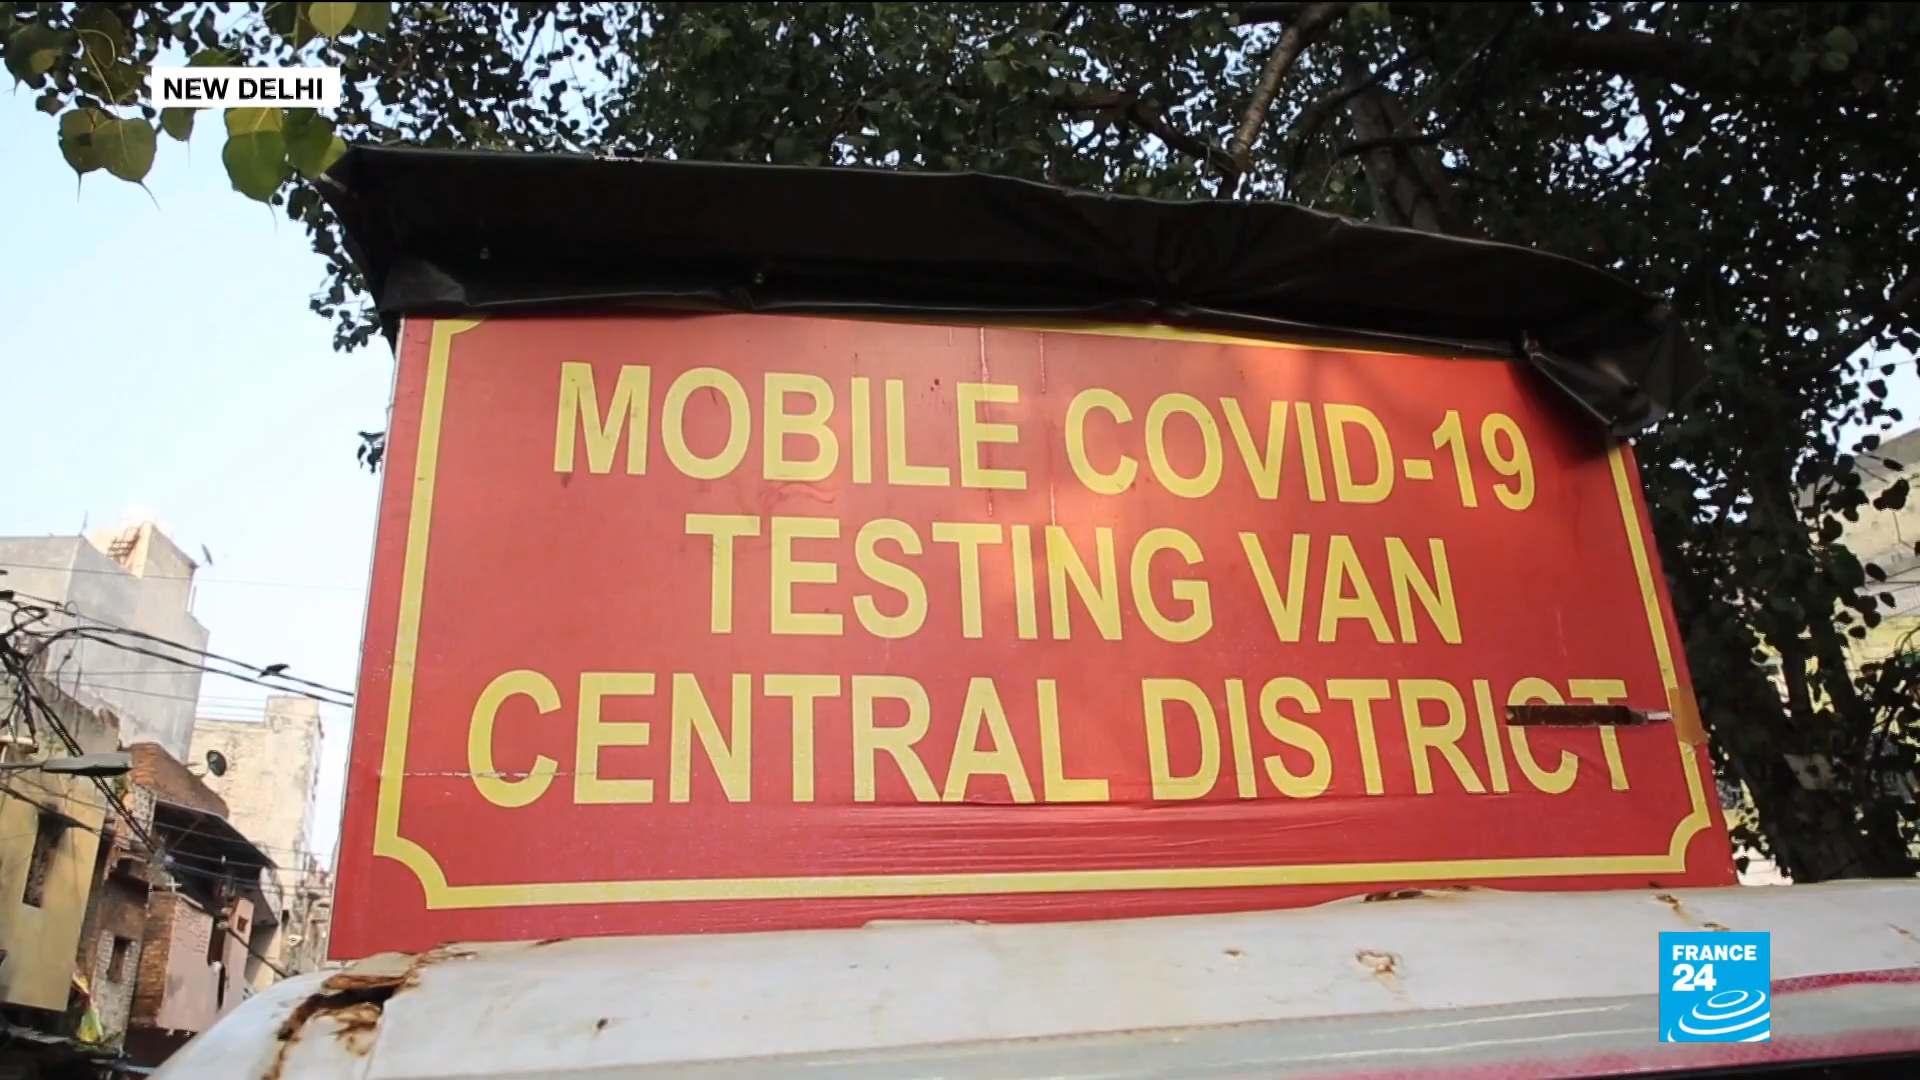 NEW DELHI
MOBILE COVID-19
TESTING VAN
CENTRAL DISTRICT
FRANCE
24